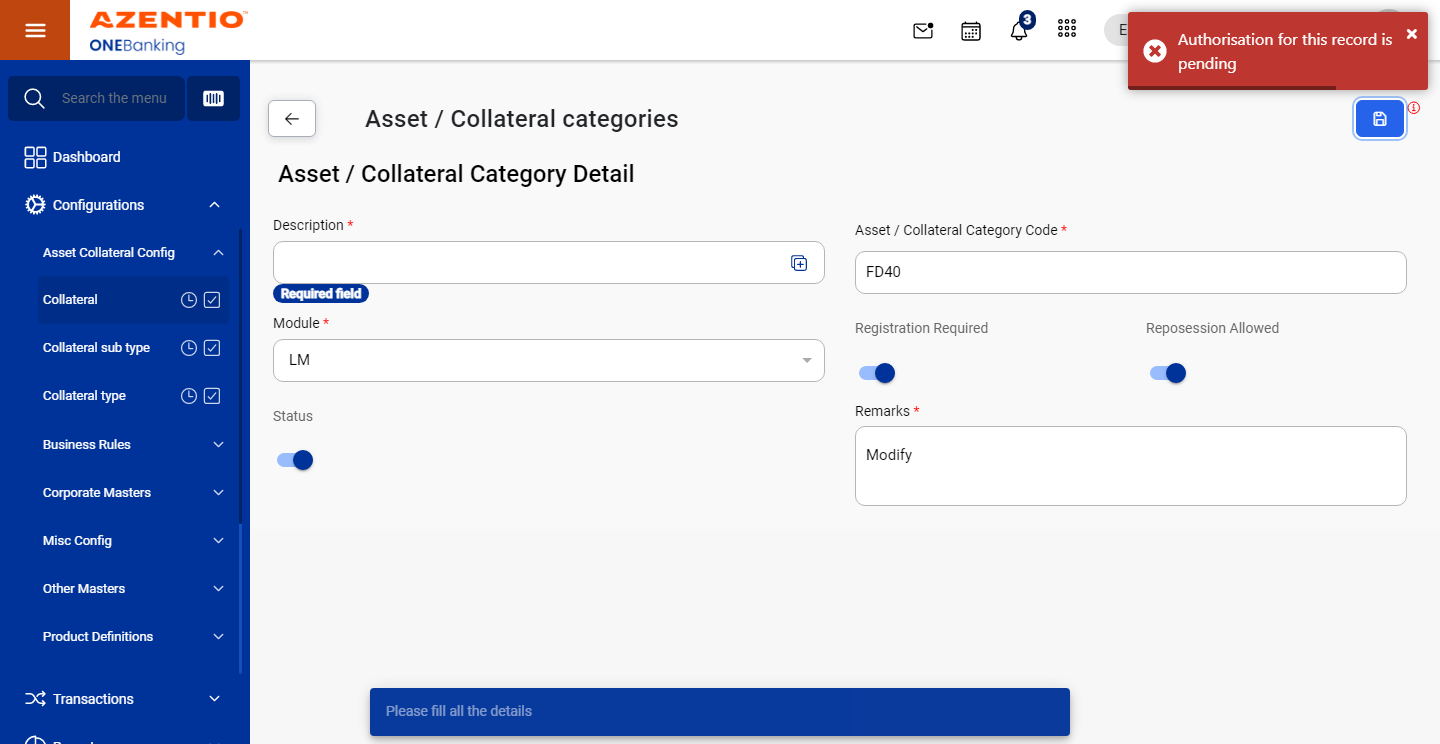 AZENTIO™
ONEBanking
3
E
Authorisation for this record is
pending
Search the menu
Dashboard
Configurations
Asset Collateral Config
Collateral
Collateral sub type
Collateral type
Business Rules
Corporate Masters
Misc Config
Other Masters
Product Definitions
Transactions
Asset / Collateral categories
Asset / Collateral Category Detail
Description *
Required field
Asset / Collateral Category Code *
FD40
Module *
LM
Registration Required
Reposession Allowed
Status
Remarks *
Modify
Please fill all the details